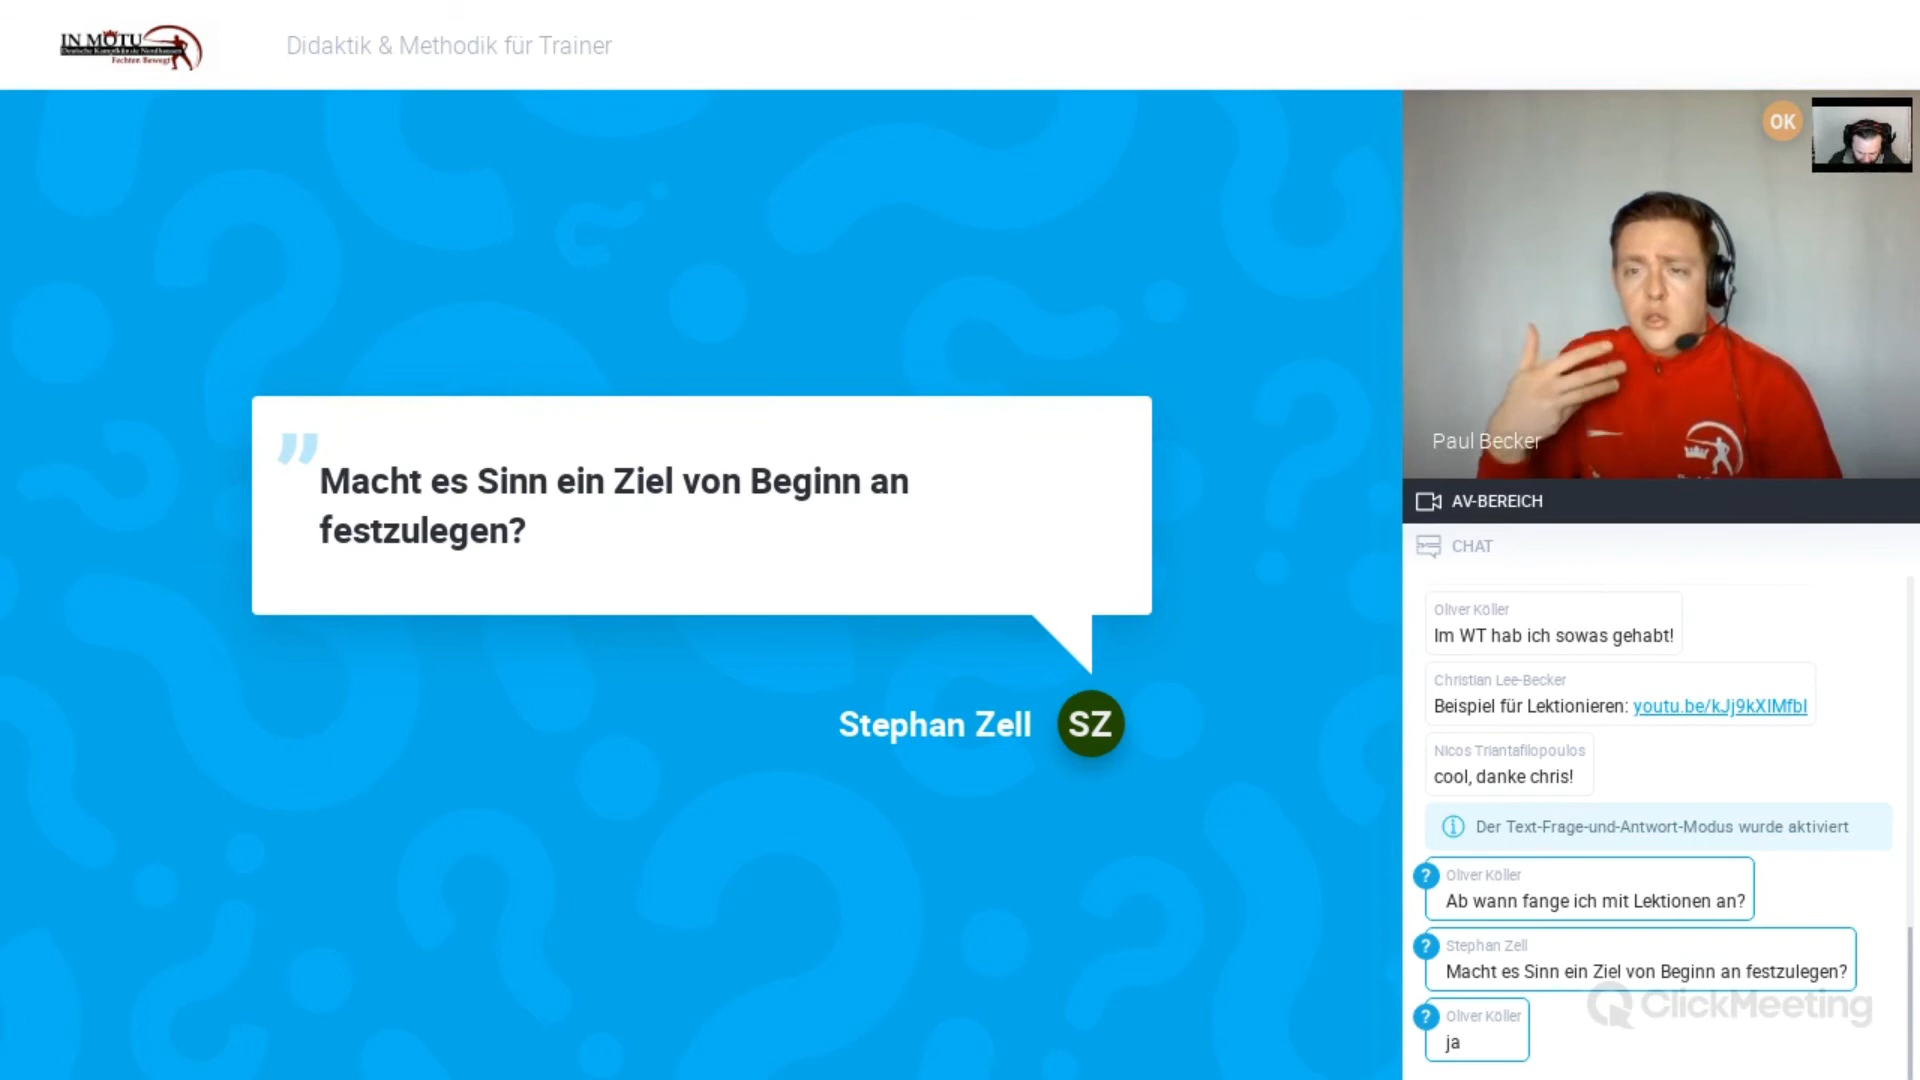 IN MOTU
Fechten Bewegt
Didaktik & Methodik für Trainer
OK
”
Macht es Sinn ein Ziel von Beginn an
festzulegen?
Stephan Zell
SZ
Paul Becker
AV-BEREICH
CHAT
Oliver Köller
Im WT hab ich sowas gehabt!
Christian Lee-Becker
Beispiel für Lektionieren: youtu.be/kJj9kXIMfbI
Nicos Triantafilopoulos
cool, danke chris!
Der Text-Frage-und-Antwort-Modus wurde aktiviert
?
Oliver Köller
Ab wann fange ich mit Lektionen an?
?
Stephan Zell
Macht es Sinn ein Ziel von Beginn an festzulegen?
?
Oliver Köller
ja
ClickMeeting